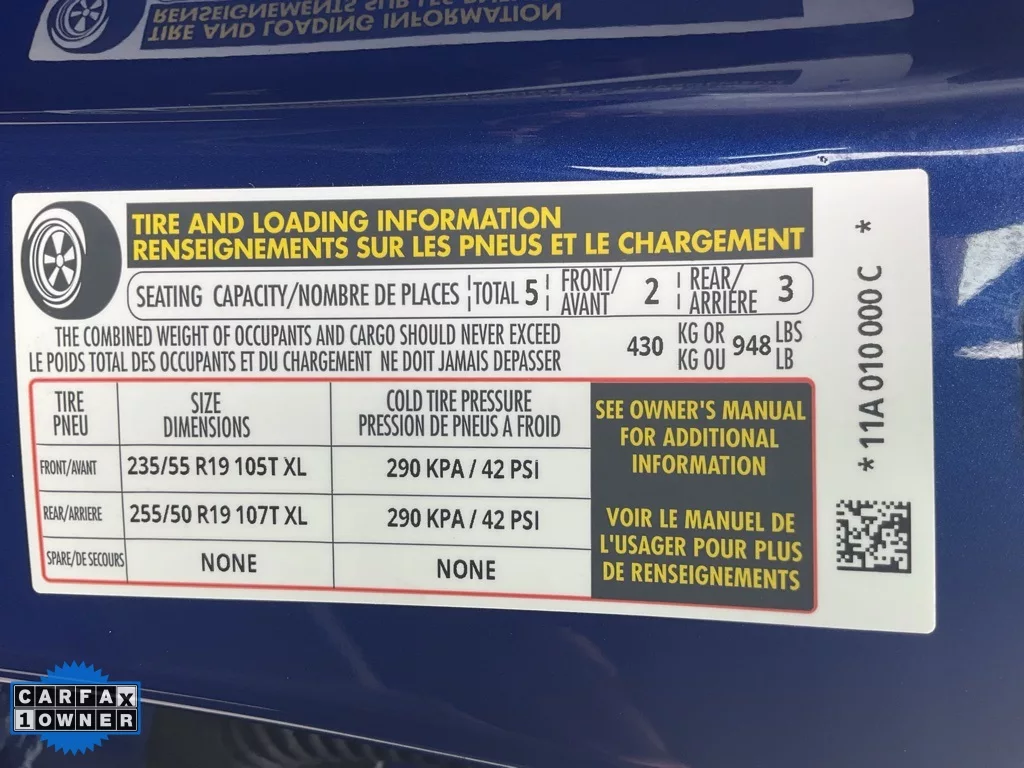 TIRE AND LOADING INFORMATION
RENSEIGNEMENTS SUR LES PNEUS ET LE CHARGEMENT
SEATING CAPACITY/NOMBRE DE PLACES TOTAL 5 FRONT/AVANT 2 REAR/ARRIÈRE 3
THE COMBINED WEIGHT OF OCCUPANTS AND CARGO SHOULD NEVER EXCEED 430 KG OR 948 LBS
LE POIDS TOTAL DES OCCUPANTS ET DU CHARGEMENT NE DOIT JAMAIS DEPASSER KG OU LB
TIRE SIZE COLD TIRE PRESSURE
PNEU DIMENSIONS PRESSION DE PNEUS A FROID
FRONT/AVANT 235/55 R19 105T XL 290 KPA / 42 PSI
REAR/ARRIERE 255/50 R19 107T XL 290 KPA / 42 PSI
SPARE/DE SECOURS NONE NONE
SEE OWNER'S MANUAL
FOR ADDITIONAL
INFORMATION
VOIR LE MANUEL DE
L'USAGER POUR PLUS
DE RENSEIGNEMENTS
* 11A 010 000 C *
CARFAX
1 OWNER